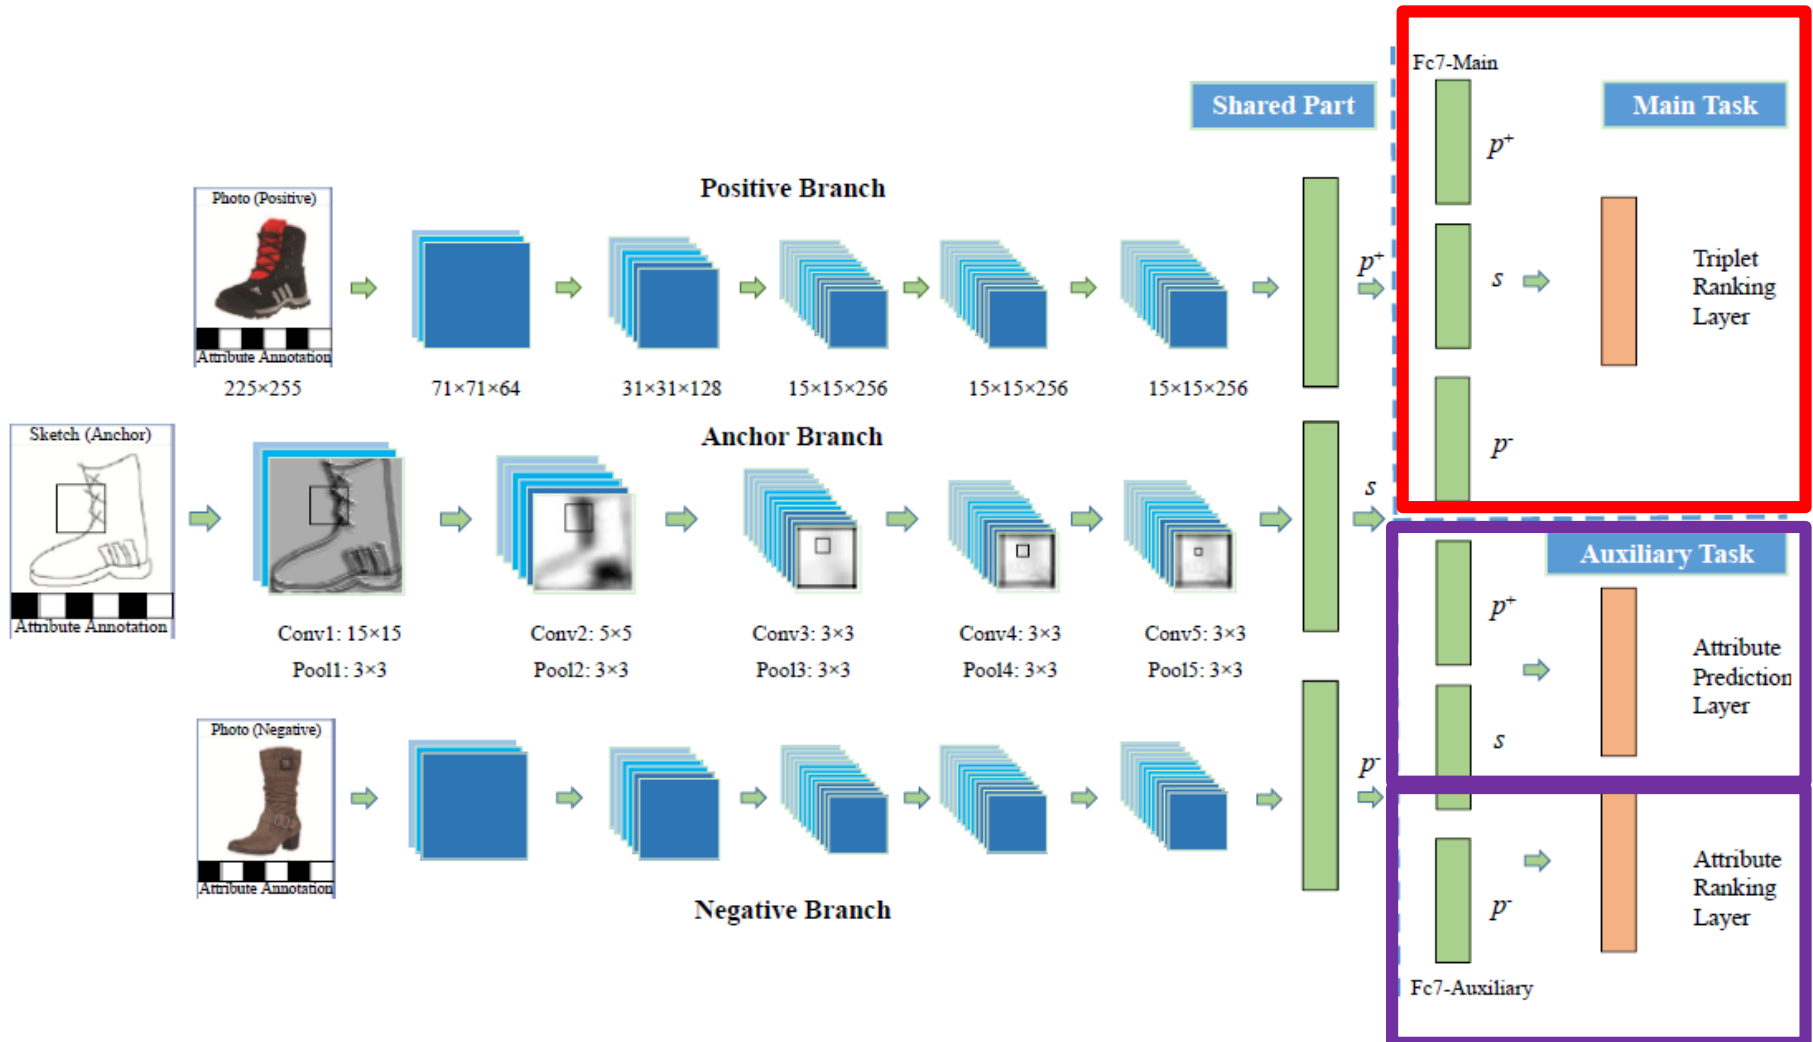 Fc7-Main
Shared Part
Main Task
p⁺
Positive Branch
Photo (Positive)
Attribute Annotation
p⁺
s
Triplet
Ranking
Layer
225×255
71×71×64
31×31×128
15×15×256
15×15×256
15×15×256
p⁻
Sketch (Anchor)
Attribute Annotation
Anchor Branch
s
Conv1: 15×15
Conv2: 5×5
Conv3: 3×3
Conv4: 3×3
Conv5: 3×3
Pool1: 3×3
Pool2: 3×3
Pool3: 3×3
Pool4: 3×3
Pool5: 3×3
Auxiliary Task
p⁺
Attribute
Prediction
Layer
s
Photo (Negative)
Attribute Annotation
p⁻
Negative Branch
Attribute
Ranking
Layer
p⁻
Fc7-Auxiliary